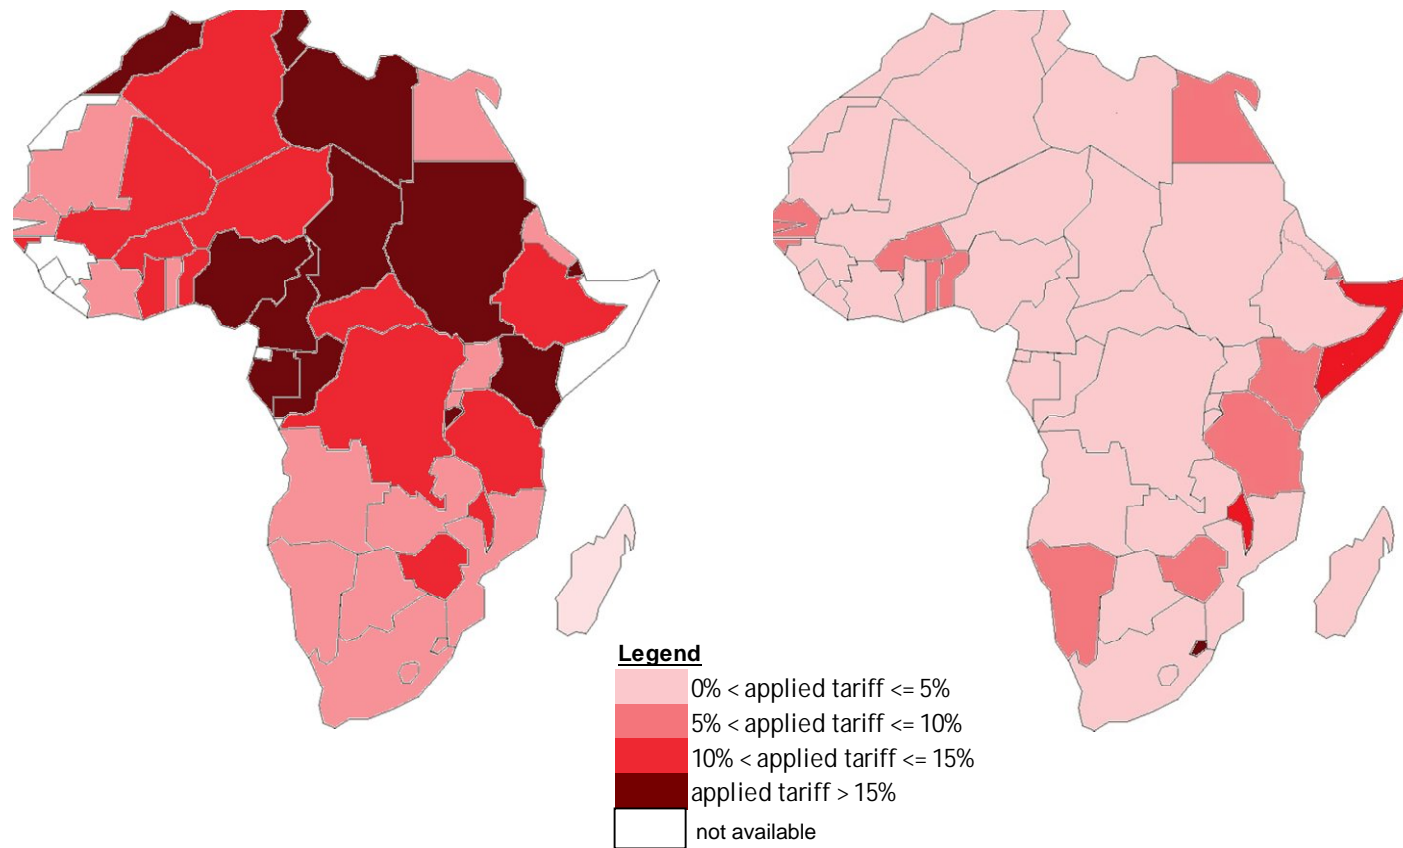 Legend
0% < applied tariff <= 5%
5% < applied tariff <= 10%
10% < applied tariff <= 15%
applied tariff > 15%
not available